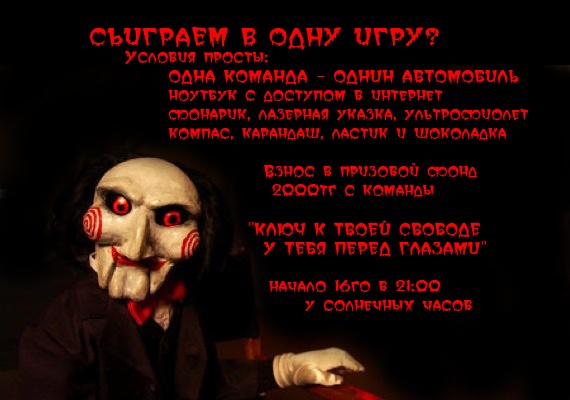 СЫГРАЕМ В ОДНУ ИГРУ?
УСЛОВИЯ ПРОСТЫ:
ОДНА КОМАНДА - ОДНИН АВТОМОБИЛЬ
НОУТБУК С ДОСТУПОМ В ИНТЕРНЕТ
ФОНАРИК, ЛАЗЕРНАЯ УКАЗКА, УЛЬТРОФИОЛЕТ
КОМПАС, КАРАНДАШ, ЛАСТИК И ШОКОЛАДКА
ВЗНОС В ПРИЗОВОЙ ФОНД
2000ТГ С КОМАНДЫ
"КЛЮЧ К ТВОЕЙ СВОБОДЕ
У ТЕБЯ ПЕРЕД ГЛАЗАМИ"
НАЧАЛО 16ГО В 21:00
У СОЛНЕЧНЫХ ЧАСОВ